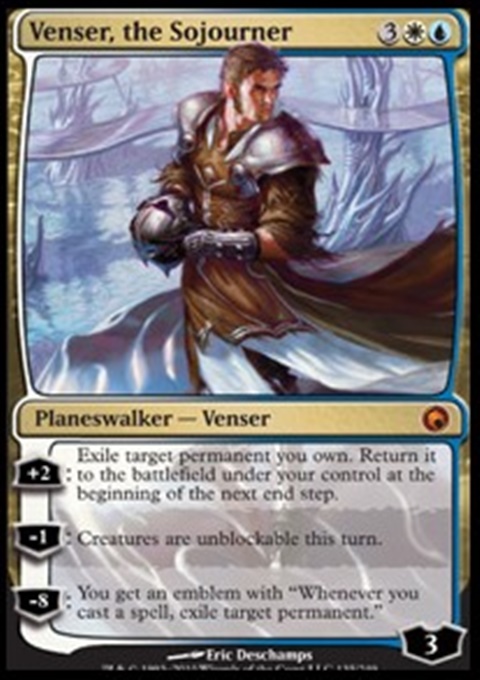 Venser, the Sojourner 3
Planeswalker — Venser
+2 : Exile target permanent you own. Return it
to the battlefield under your control at the
beginning of the next end step.
-1 : Creatures are unblockable this turn.
-8 : You get an emblem with “Whenever you
cast a spell, exile target permanent.”
Eric Deschamps
3